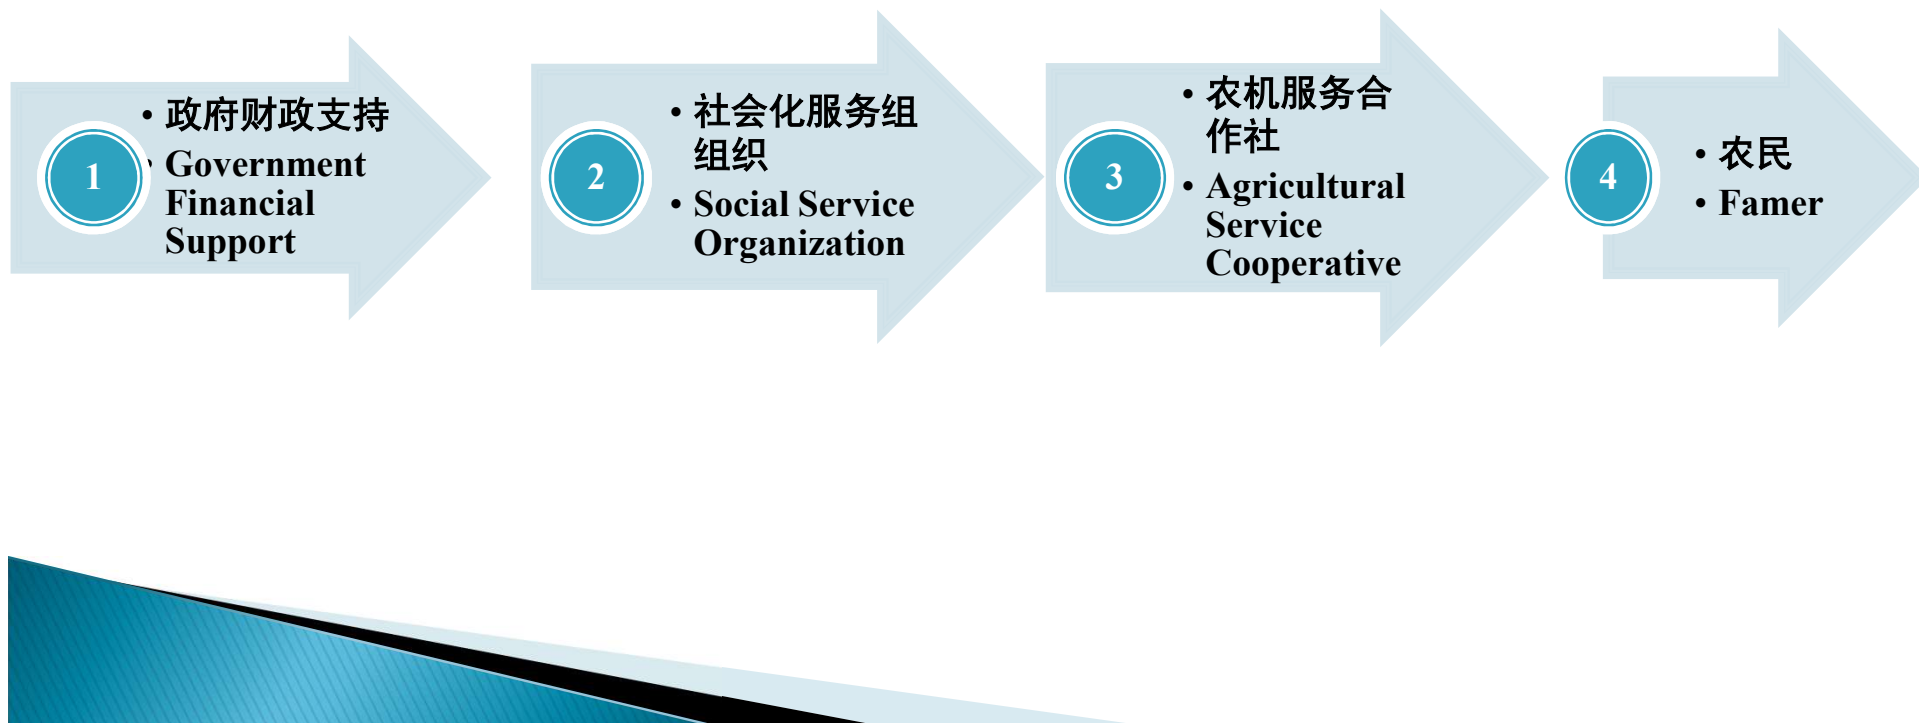 1
• 政府财政支持
• Government
Financial
Support
2
• 社会化服务组
组织
• Social Service
Organization
3
• 农机服务合
作社
• Agricultural
Service
Cooperative
4
• 农民
• Famer